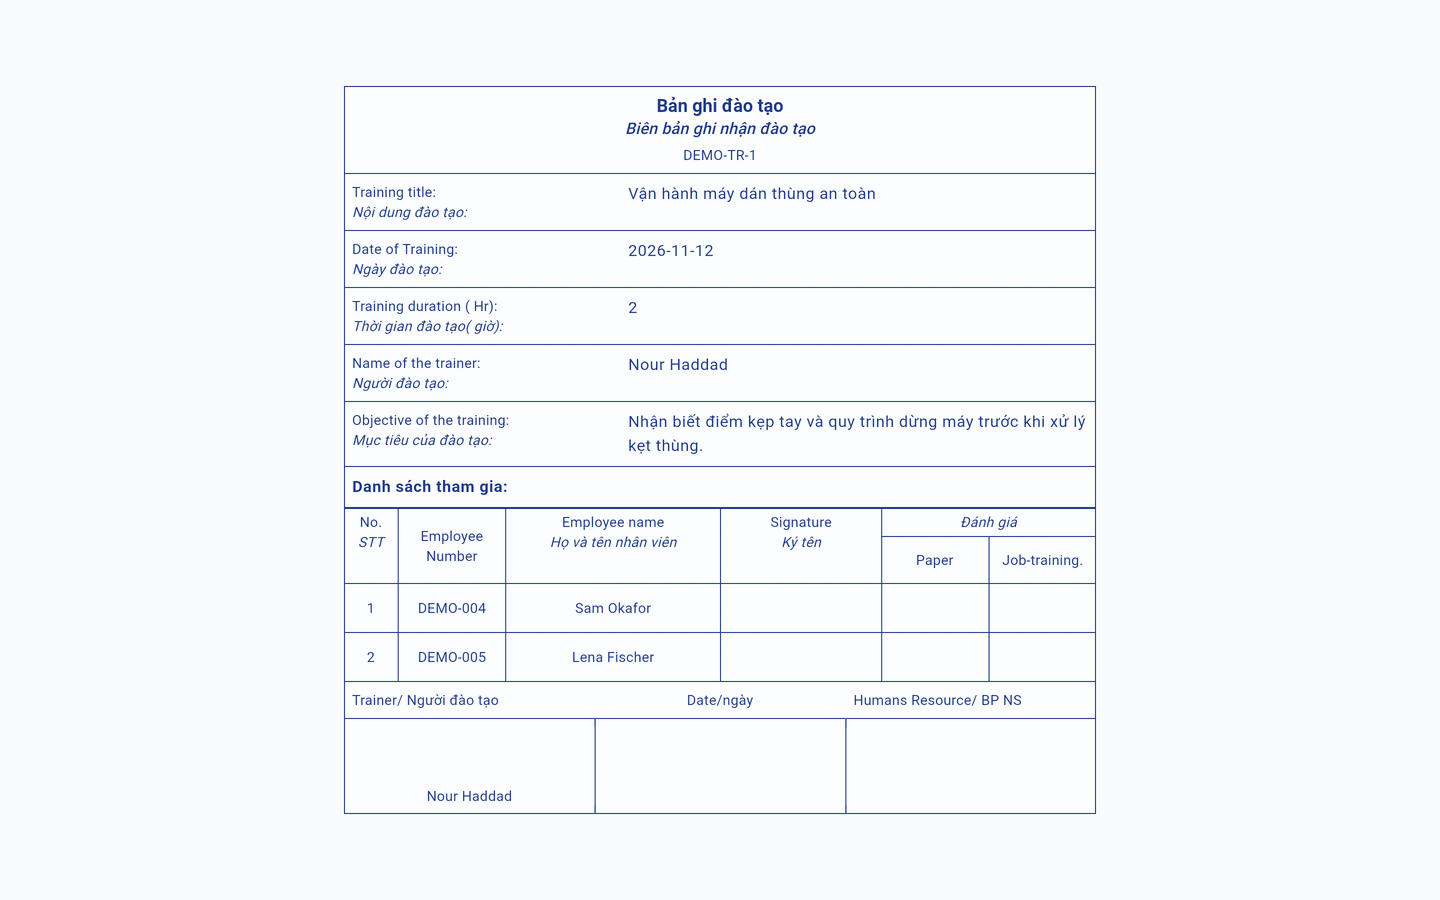 Bản ghi đào tạo
Biên bản ghi nhận đào tạo
DEMO-TR-1
Training title:
Nội dung đào tạo:
Vận hành máy dán thùng an toàn
Date of Training:
Ngày đào tạo:
2026-11-12
Training duration ( Hr):
Thời gian đào tạo( giờ):
2
Name of the trainer:
Người đào tạo:
Nour Haddad
Objective of the training:
Mục tiêu của đào tạo:
Nhận biết điểm kẹp tay và quy trình dừng máy trước khi xử lý
kẹt thùng.
Danh sách tham gia:
No.
STT
Employee
Number
Employee name
Họ và tên nhân viên
Signature
Ký tên
Đánh giá
Paper
Job-training.
1
DEMO-004
Sam Okafor
2
DEMO-005
Lena Fischer
Trainer/ Người đào tạo
Date/ngày
Humans Resource/ BP NS
Nour Haddad